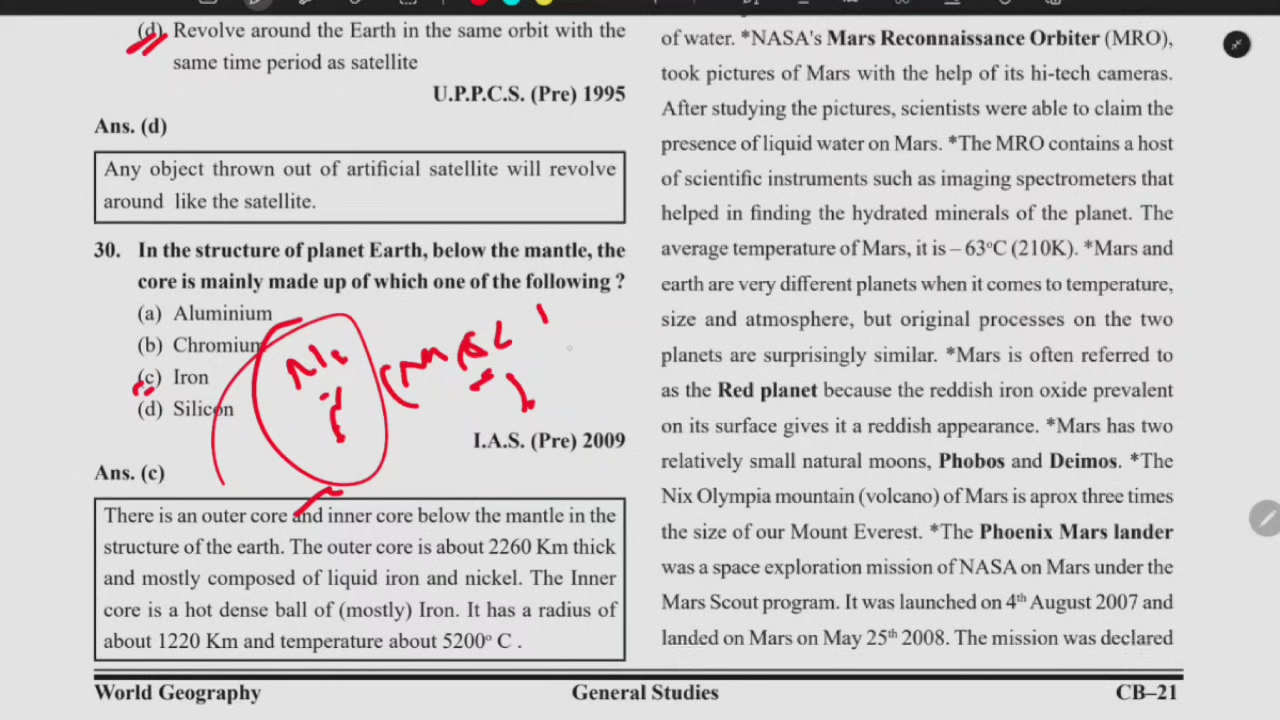 (d) Revolve around the Earth in the same orbit with the
same time period as satellite
U.P.P.C.S. (Pre) 1995
Ans. (d)
Any object thrown out of artificial satellite will revolve
around like the satellite.
30. In the structure of planet Earth, below the mantle, the
core is mainly made up of which one of the following ?
(a) Aluminium
(b) Chromium
(c) Iron
(d) Silicon
I.A.S. (Pre) 2009
Ans. (c)
There is an outer core and inner core below the mantle in the
structure of the earth. The outer core is about 2260 Km thick
and mostly composed of liquid iron and nickel. The Inner
core is a hot dense ball of (mostly) Iron. It has a radius of
about 1220 Km and temperature about 5200º C .
of water. *NASA's Mars Reconnaissance Orbiter (MRO),
took pictures of Mars with the help of its hi-tech cameras.
After studying the pictures, scientists were able to claim the
presence of liquid water on Mars. *The MRO contains a host
of scientific instruments such as imaging spectrometers that
helped in finding the hydrated minerals of the planet. The
average temperature of Mars, it is – 63ºC (210K). *Mars and
earth are very different planets when it comes to temperature,
size and atmosphere, but original processes on the two
planets are surprisingly similar. *Mars is often referred to
as the Red planet because the reddish iron oxide prevalent
on its surface gives it a reddish appearance. *Mars has two
relatively small natural moons, Phobos and Deimos. *The
Nix Olympia mountain (volcano) of Mars is aprox three times
the size of our Mount Everest. *The Phoenix Mars lander
was a space exploration mission of NASA on Mars under the
Mars Scout program. It was launched on 4th August 2007 and
landed on Mars on May 25th 2008. The mission was declared
World Geography General Studies CB–21